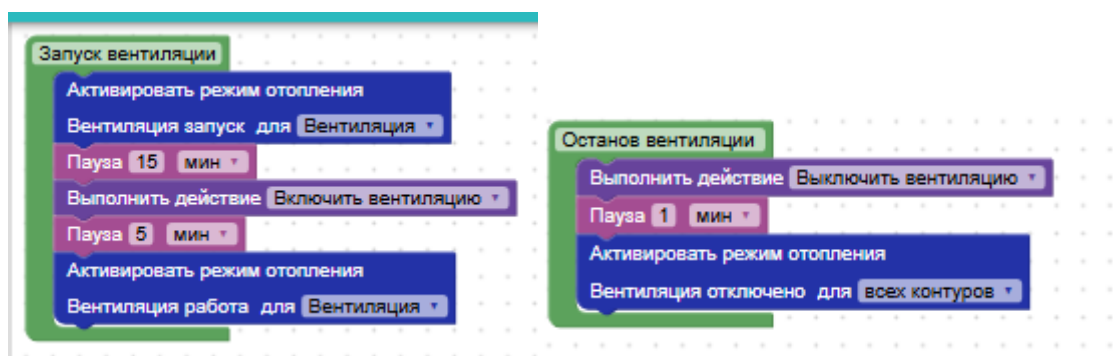 Запуск вентиляции
Активировать режим отопления
Вентиляция запуск для Вентиляция
Пауза 15 мин
Выполнить действие Включить вентиляцию
Пауза 5 мин
Активировать режим отопления
Вентиляция работа для Вентиляция
Останов вентиляции
Выполнить действие Выключить вентиляцию
Пауза 1 мин
Активировать режим отопления
Вентиляция отключено для всех контуров